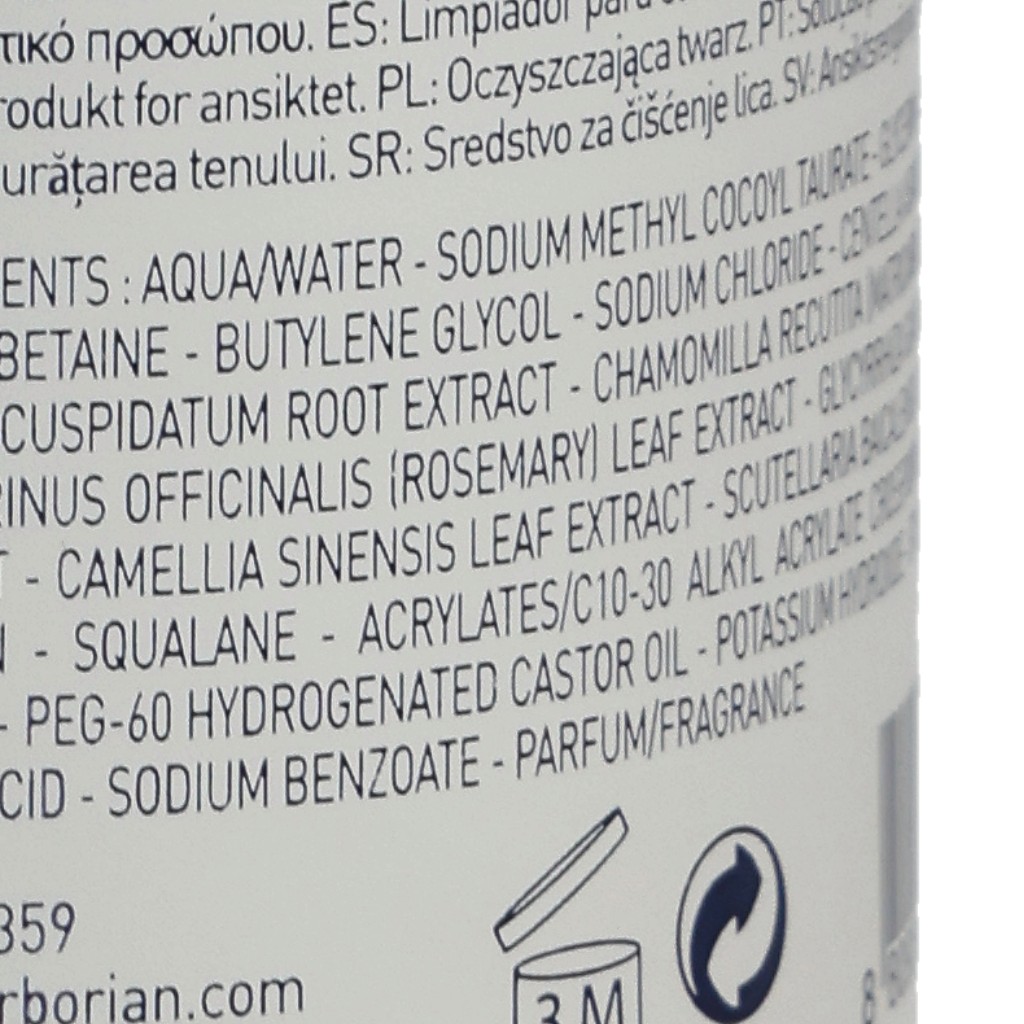 τικό προσώπου. ES: Limpiador para
rodukt for ansiktet. PL: Oczyszczająca twarz. PT:
urățarea tenului. SR: Sredstvo za čišćenje lica. SV:
ENTS : AQUA/WATER - SODIUM METHYL COCOYL TAURATE -
BETAINE - BUTYLENE GLYCOL - SODIUM CHLORIDE -
CUSPIDATUM ROOT EXTRACT - CHAMOMILLA RECUTITA
RINUS OFFICINALIS (ROSEMARY) LEAF EXTRACT -
- CAMELLIA SINENSIS LEAF EXTRACT - SCUTELLARIA
- SQUALANE - ACRYLATES/C10-30 ALKYL ACRYLATE
- PEG-60 HYDROGENATED CASTOR OIL - POTASSIUM
CID - SODIUM BENZOATE - PARFUM/FRAGRANCE
359
rborian.com
3 M
8